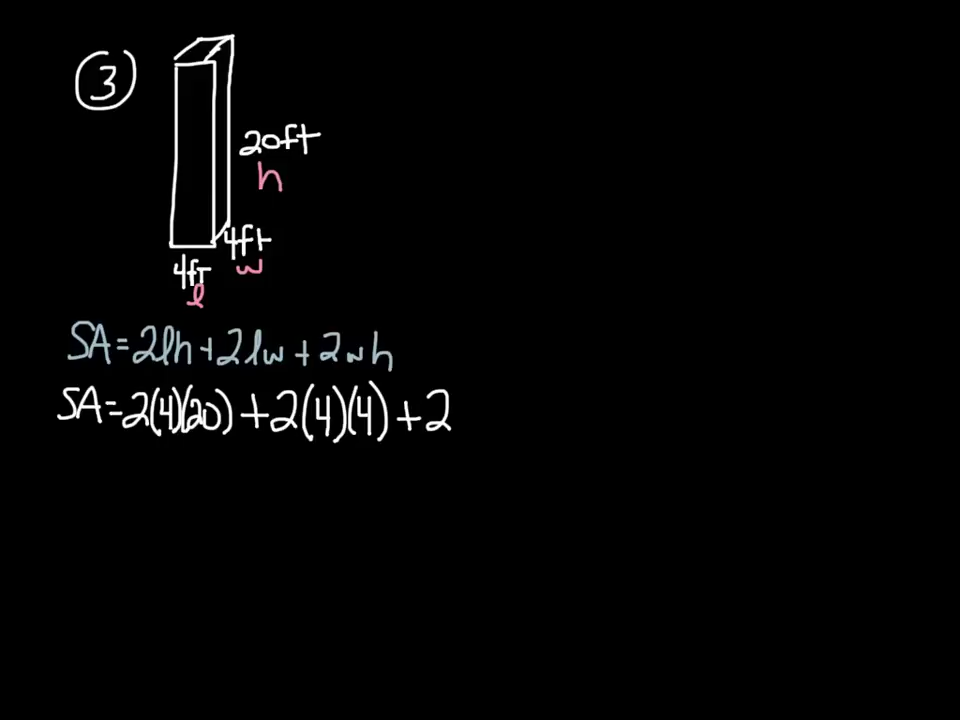 3
20ft
h
4ft
w
4ft
l
SA=2lh+2lw+2wh
SA=2(4)(20)+2(4)(4)+2